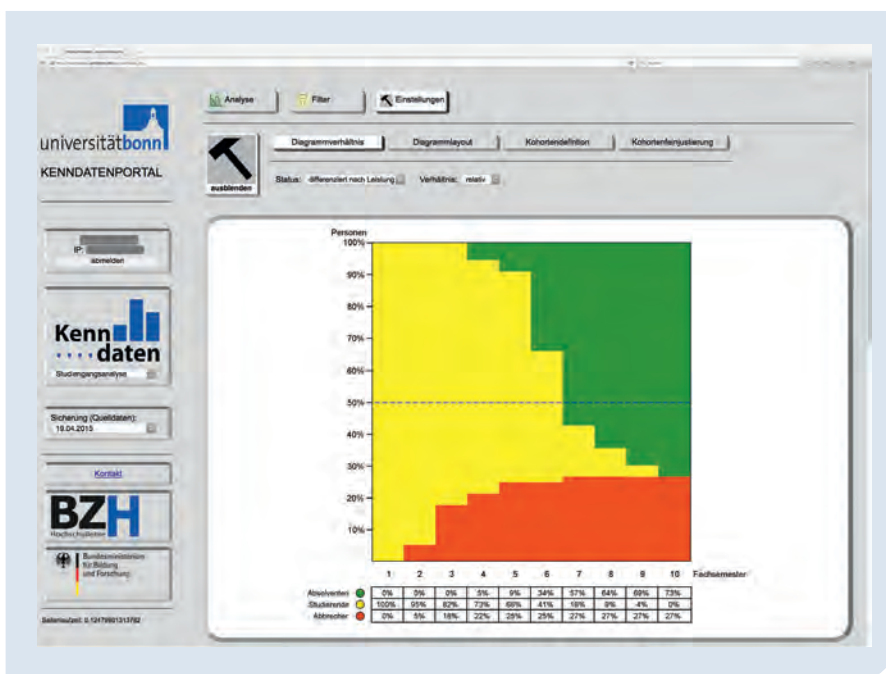 Analyse
Filter
Einstellungen
universitätbonn
KENNDATENPORTAL
ausblenden
Diagrammverhältnis
Diagrammlayout
Kohortendefinition
Kohortenfeinjustierung
Status: differenziert nach Leistung
Verhältnis: relativ
IP:
abmelden
Kenn
daten
Studiengangsanalyse
Sicherung (Quelldaten):
Kontakt
BZH
Bundesministerium
für Bildung
und Forschung
Personen
100%
90%
80%
70%
60%
50%
40%
30%
20%
10%
1 2 3 4 5 6 7 8 9 10 Fachsemester
Absolventen 0% 0% 0% 5% 9% 34% 57% 64% 69% 73%
Studierende 100% 95% 82% 73% 66% 41% 16% 9% 4% 0%
Abbrecher 0% 5% 18% 22% 25% 25% 27% 27% 27% 27%